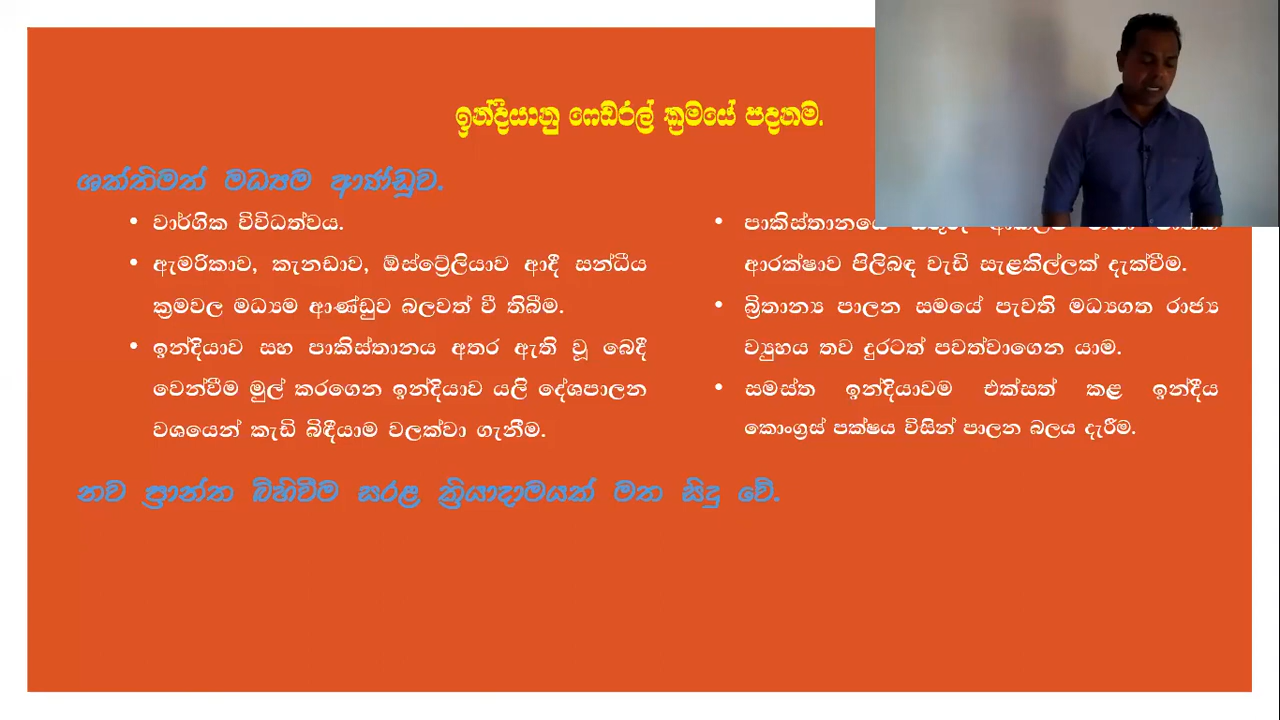 ඉන්දියානු ෆෙඩරල් ක්‍රමයේ පදනම.
ශක්තිමත් මධ්‍යම ආණ්ඩුව.
• වාර්ගික විවිධත්වය.
• ඇමරිකාව, කැනඩාව, ඕස්ට්‍රේලියාව ආදී සන්ධීය
ක්‍රමවල මධ්‍යම ආණ්ඩුව බලවත් වී තිබීම.
• ඉන්දියාව සහ පාකිස්තානය අතර ඇති වූ බෙදී
වෙන්වීම මුල් කරගෙන ඉන්දියාව යලි දේශපාලන
වශයෙන් කැඩී බිඳීයාම වලක්වා ගැනීම.
• පාකිස්තානයේ
ආරක්ෂාව පිලිබඳ වැඩි සැළකිල්ලක් දැක්වීම.
• බ්‍රිතාන්‍ය පාලන සමයේ පැවති මධ්‍යගත රාජ්‍ය
ව්‍යුහය තව දුරටත් පවත්වාගෙන යාම.
• සමස්ත ඉන්දියාවම එක්සත් කළ ඉන්දීය
කොංග්‍රස් පක්ෂය විසින් පාලන බලය දැරීම.
නව ප්‍රාන්ත බිහිවීම සරළ ක්‍රියාදාමයක් මත සිදු වේ.